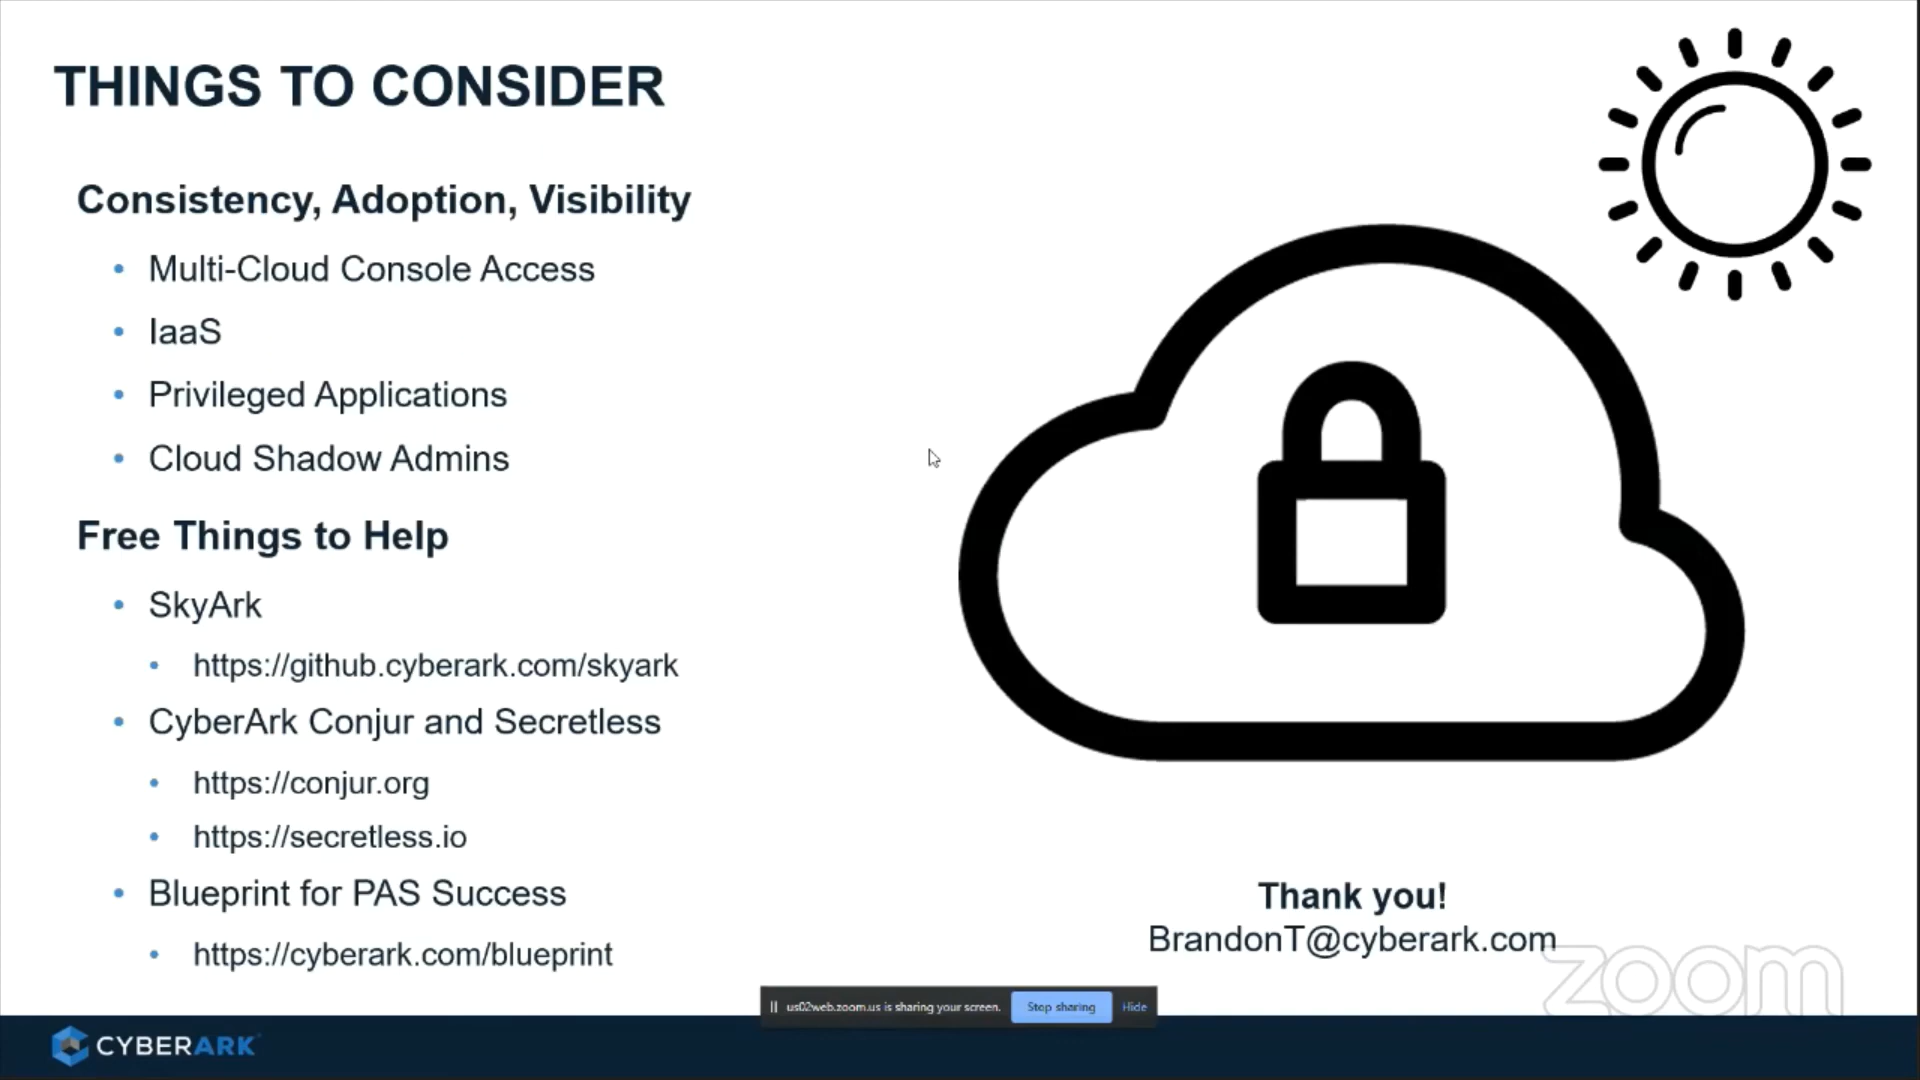 THINGS TO CONSIDER
Consistency, Adoption, Visibility
• Multi-Cloud Console Access
• IaaS
• Privileged Applications
• Cloud Shadow Admins
Free Things to Help
• SkyArk
• https://github.cyberark.com/skyark
• CyberArk Conjur and Secretless
• https://conjur.org
• https://secretless.io
• Blueprint for PAS Success
• https://cyberark.com/blueprint
Thank you!
BrandonT@cyberark.com
zoom
us02web.zoom.us is sharing your screen. Stop sharing Hide
CYBERARK